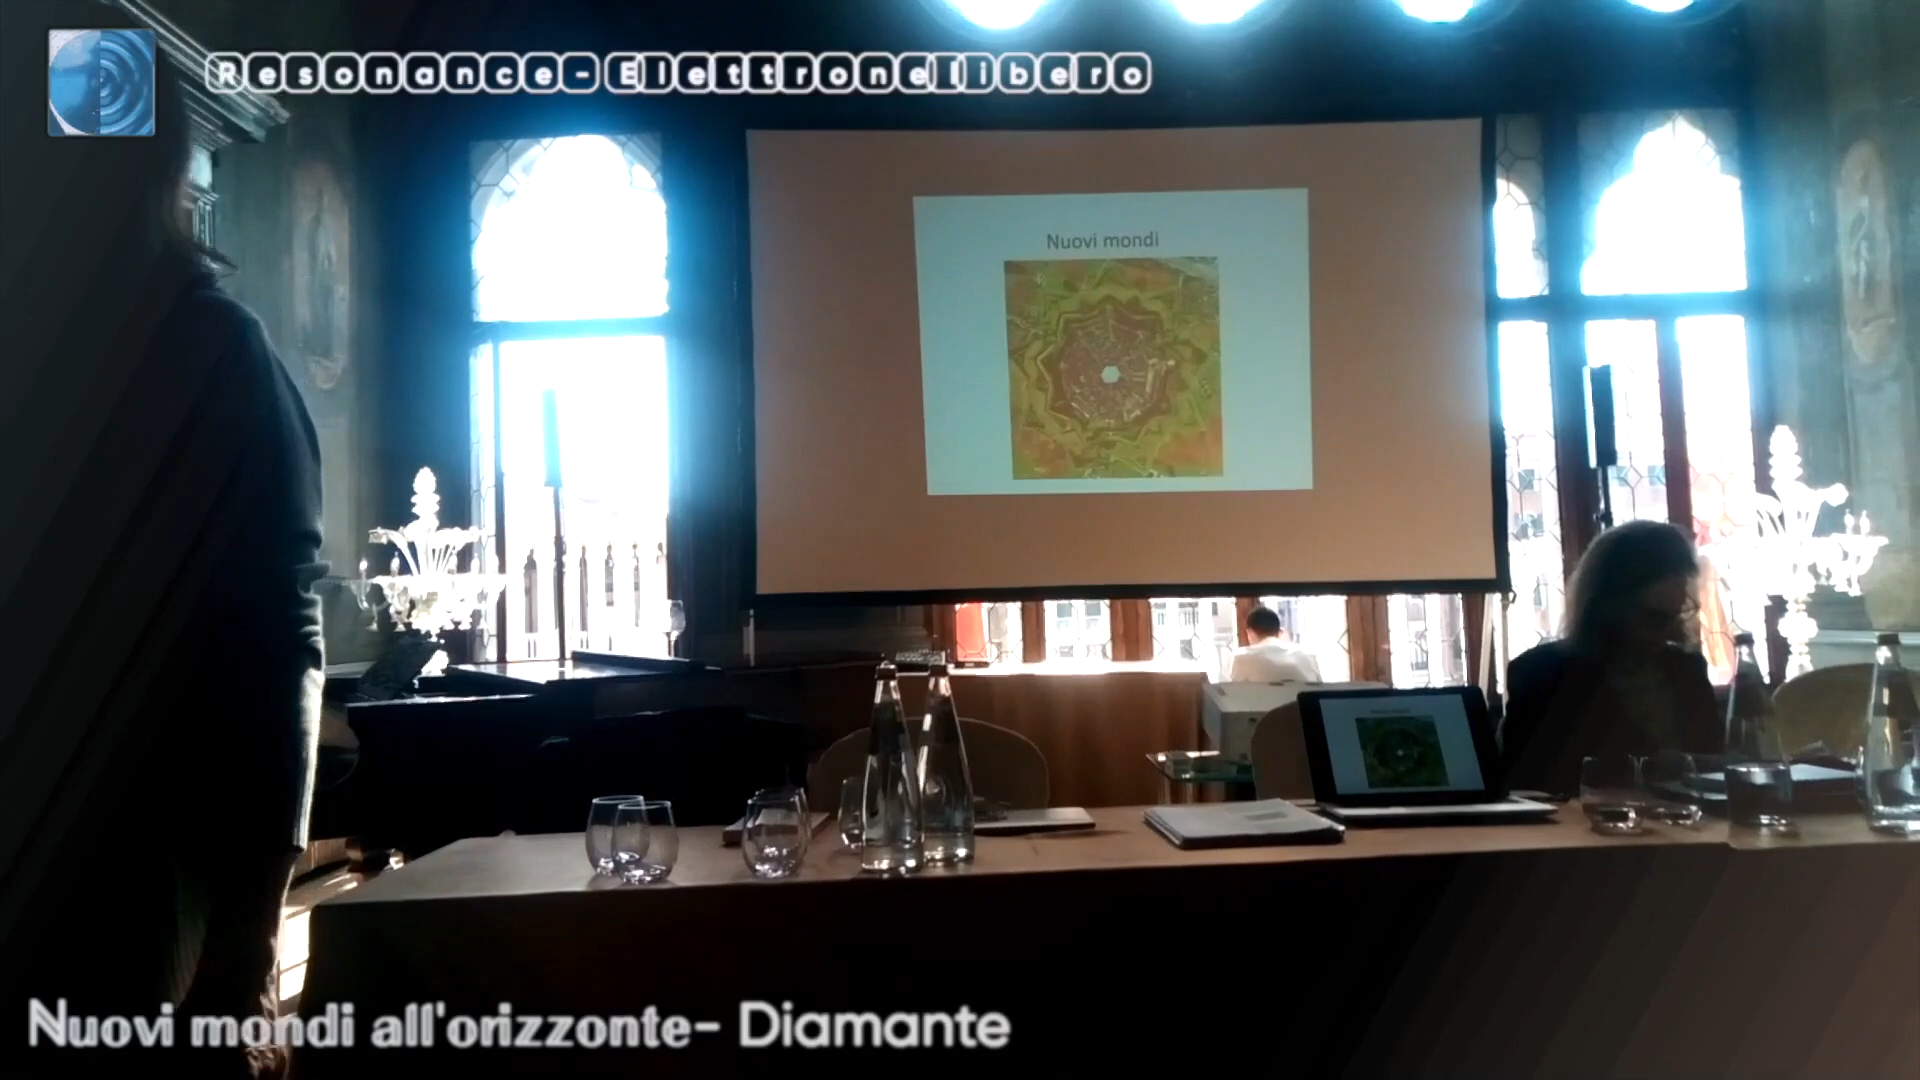 Resonance-Elettronelibero
Nuovi mondi
Nuovi mondi all'orizzonte- Diamante